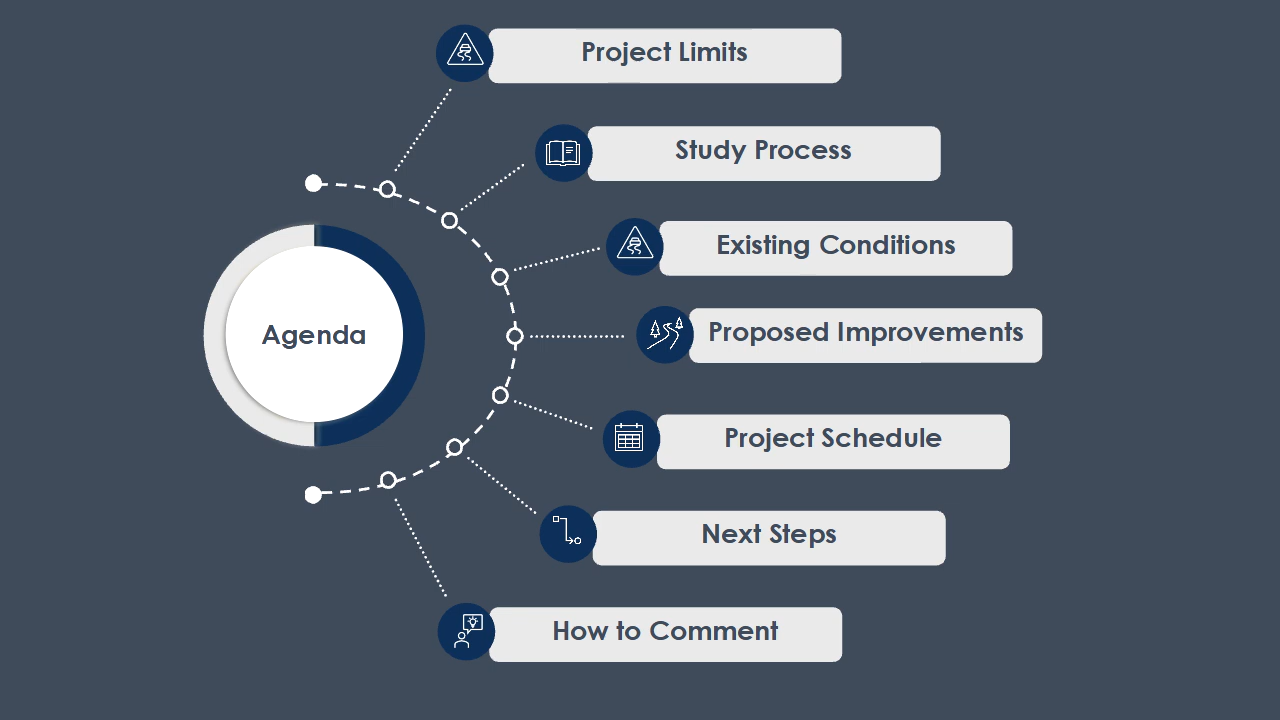 Agenda
Project Limits
Study Process
Existing Conditions
Proposed Improvements
Project Schedule
Next Steps
How to Comment